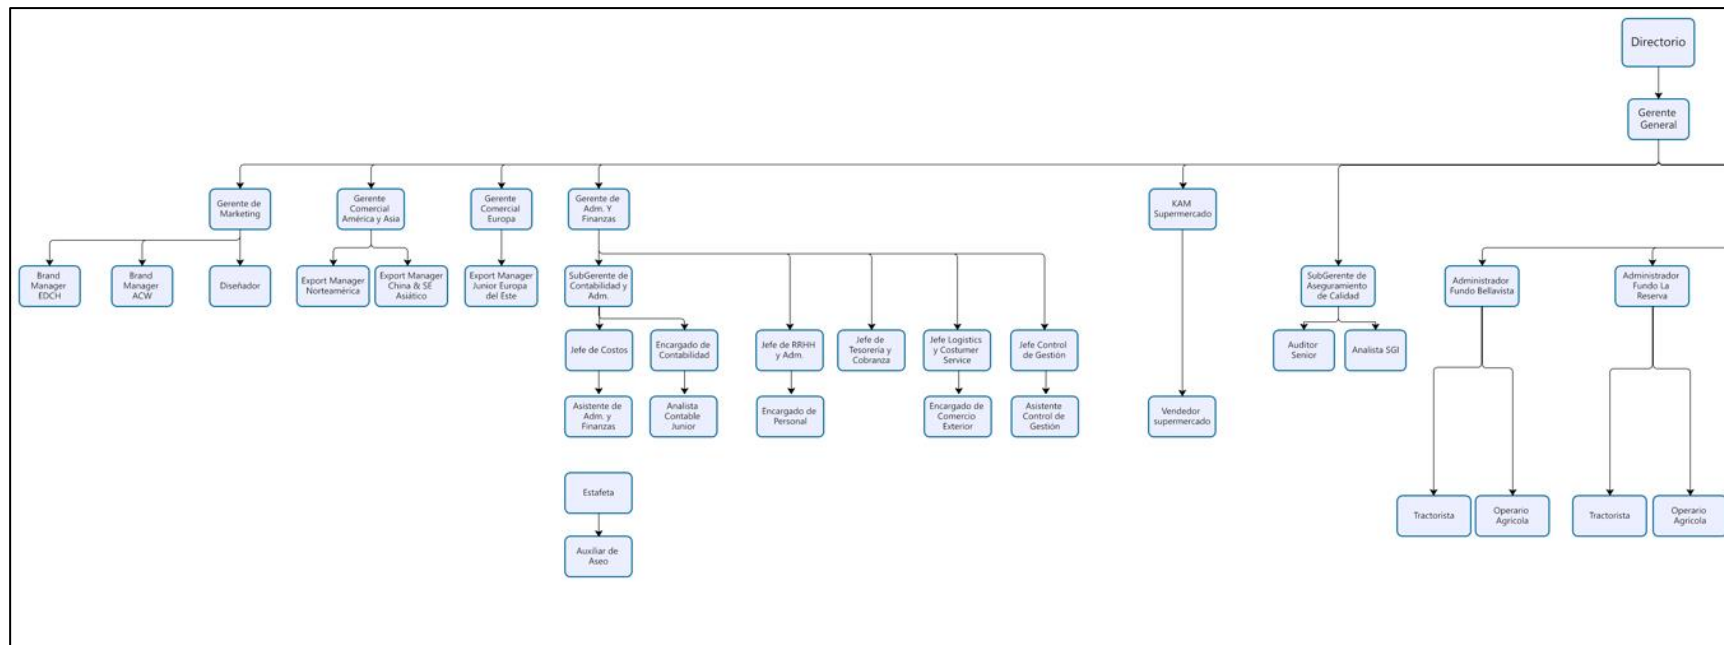 Directorio
Gerente
General
Gerente de
Marketing
Gerente
Comercial
América y Asia
Gerente
Comercial
Europa
Gerente de
Adm. Y
Finanzas
KAM
Supermercado
Brand
Manager
EDCH
Brand
Manager
ACW
Diseñador
Export Manager
Norteamérica
Export Manager
China & SE
Asiático
Export Manager
Junior Europa
del Este
SubGerente de
Contabilidad y
Adm.
SubGerente de
Aseguramiento
de Calidad
Administrador
Fundo Bellavista
Administrador
Fundo La
Reserva
Jefe de Costos
Encargado de
Contabilidad
Jefe de RRHH
y Adm.
Jefe de
Tesorería y
Cobranza
Jefe Logistics
y Costumer
Service
Jefe Control
de Gestión
Auditor
Senior
Analista SGI
Asistente de
Adm. y
Finanzas
Analista
Contable
Junior
Encargado de
Personal
Encargado de
Comercio
Exterior
Asistente
Control de
Gestión
Vendedor
supermercado
Estafeta
Auxiliar de
Aseo
Tractorista
Operario
Agricola
Tractorista
Operario
Agricola